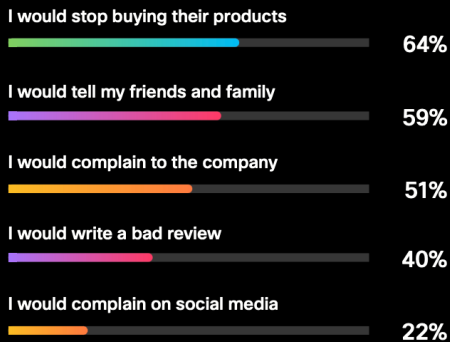 I would stop buying their products
64%
I would tell my friends and family
59%
I would complain to the company
51%
I would write a bad review
40%
I would complain on social media
22%